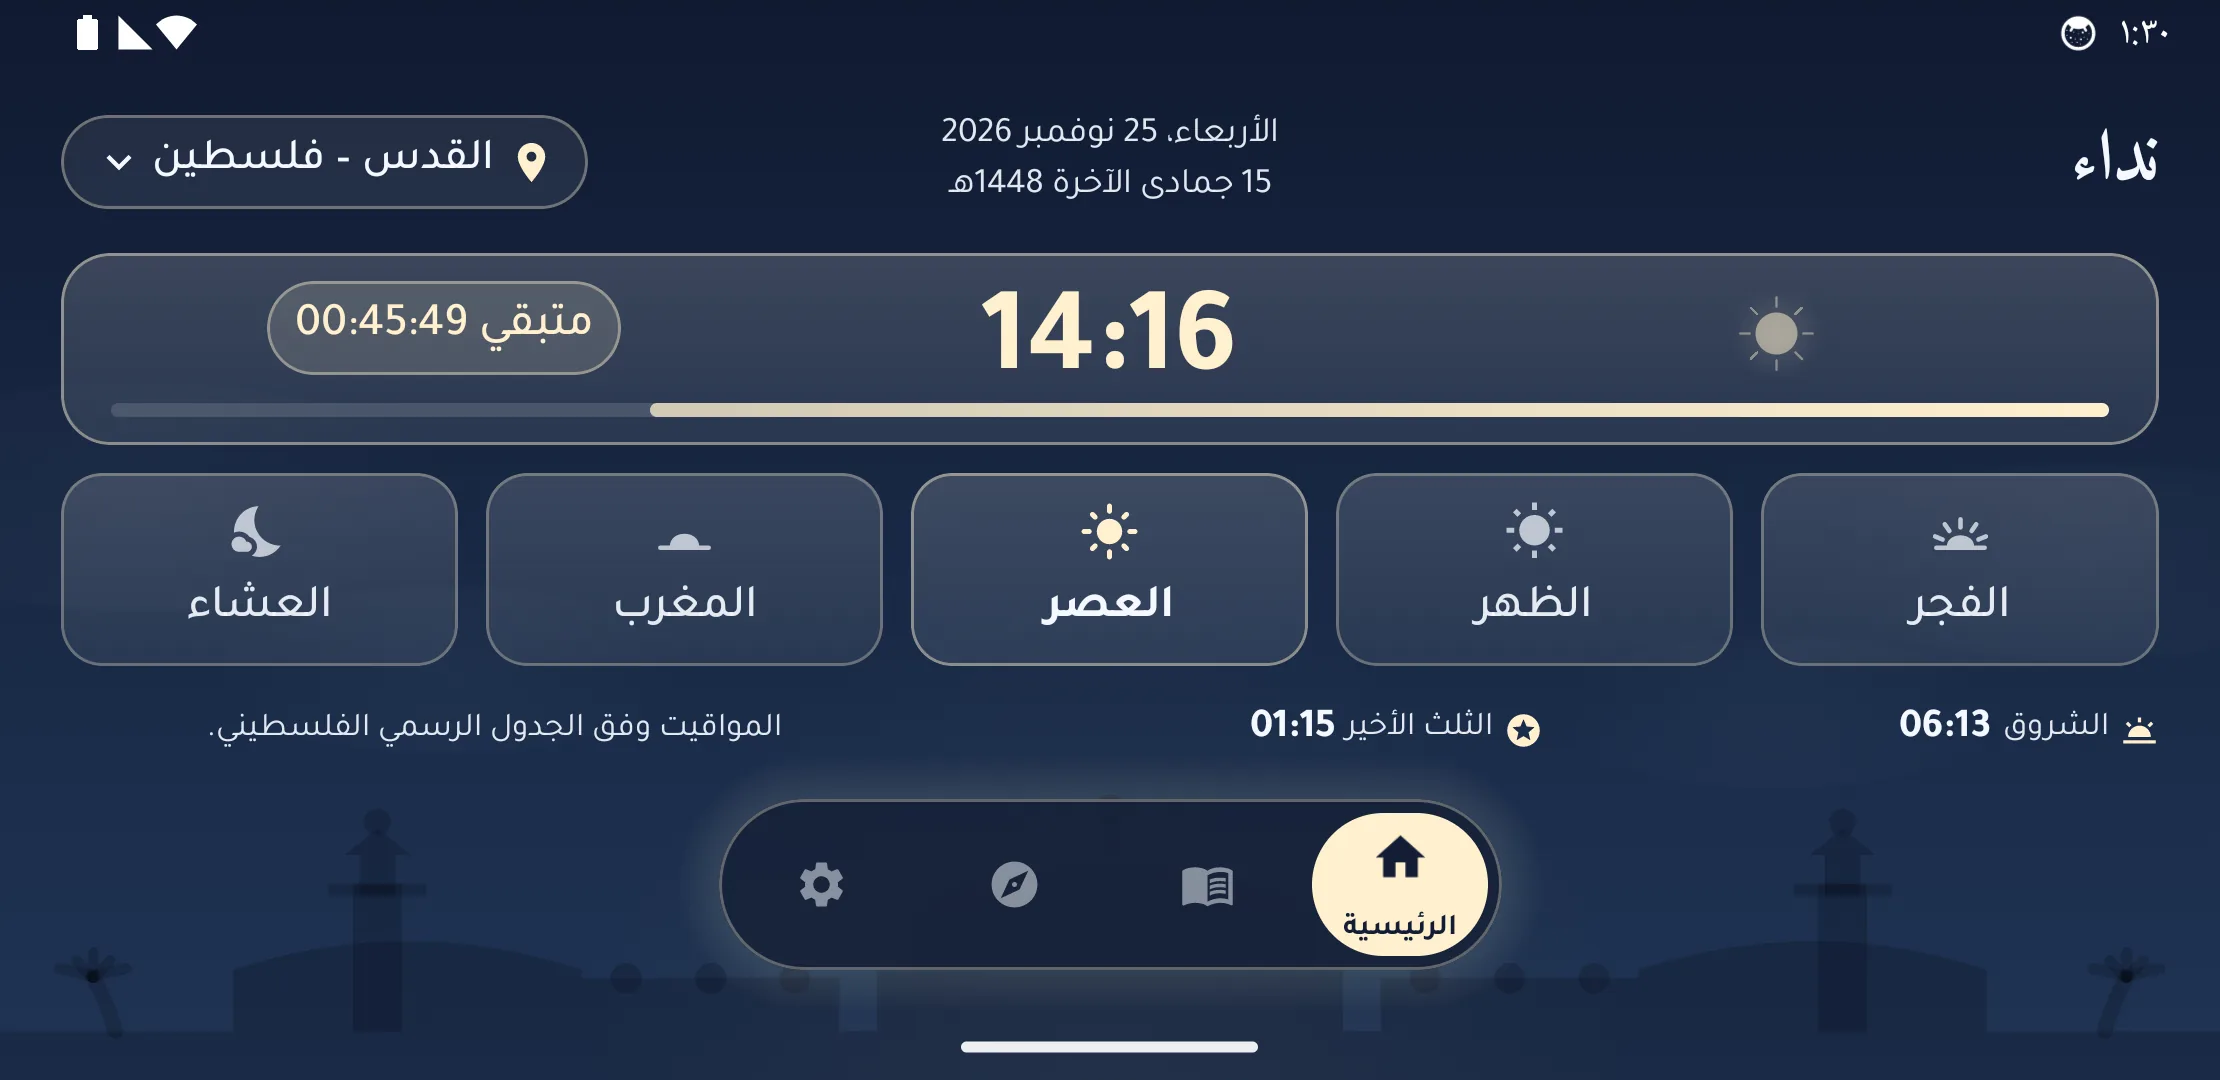 ١:٣٠
نداء
الأربعاء، 25 نوفمبر 2026
15 جمادى الآخرة 1448هـ
القدس - فلسطين
14:16
متبقي 00:45:49
الفجر
الظهر
العصر
المغرب
العشاء
الشروق 06:13
الثلث الأخير 01:15
المواقيت وفق الجدول الرسمي الفلسطيني.
الرئيسية